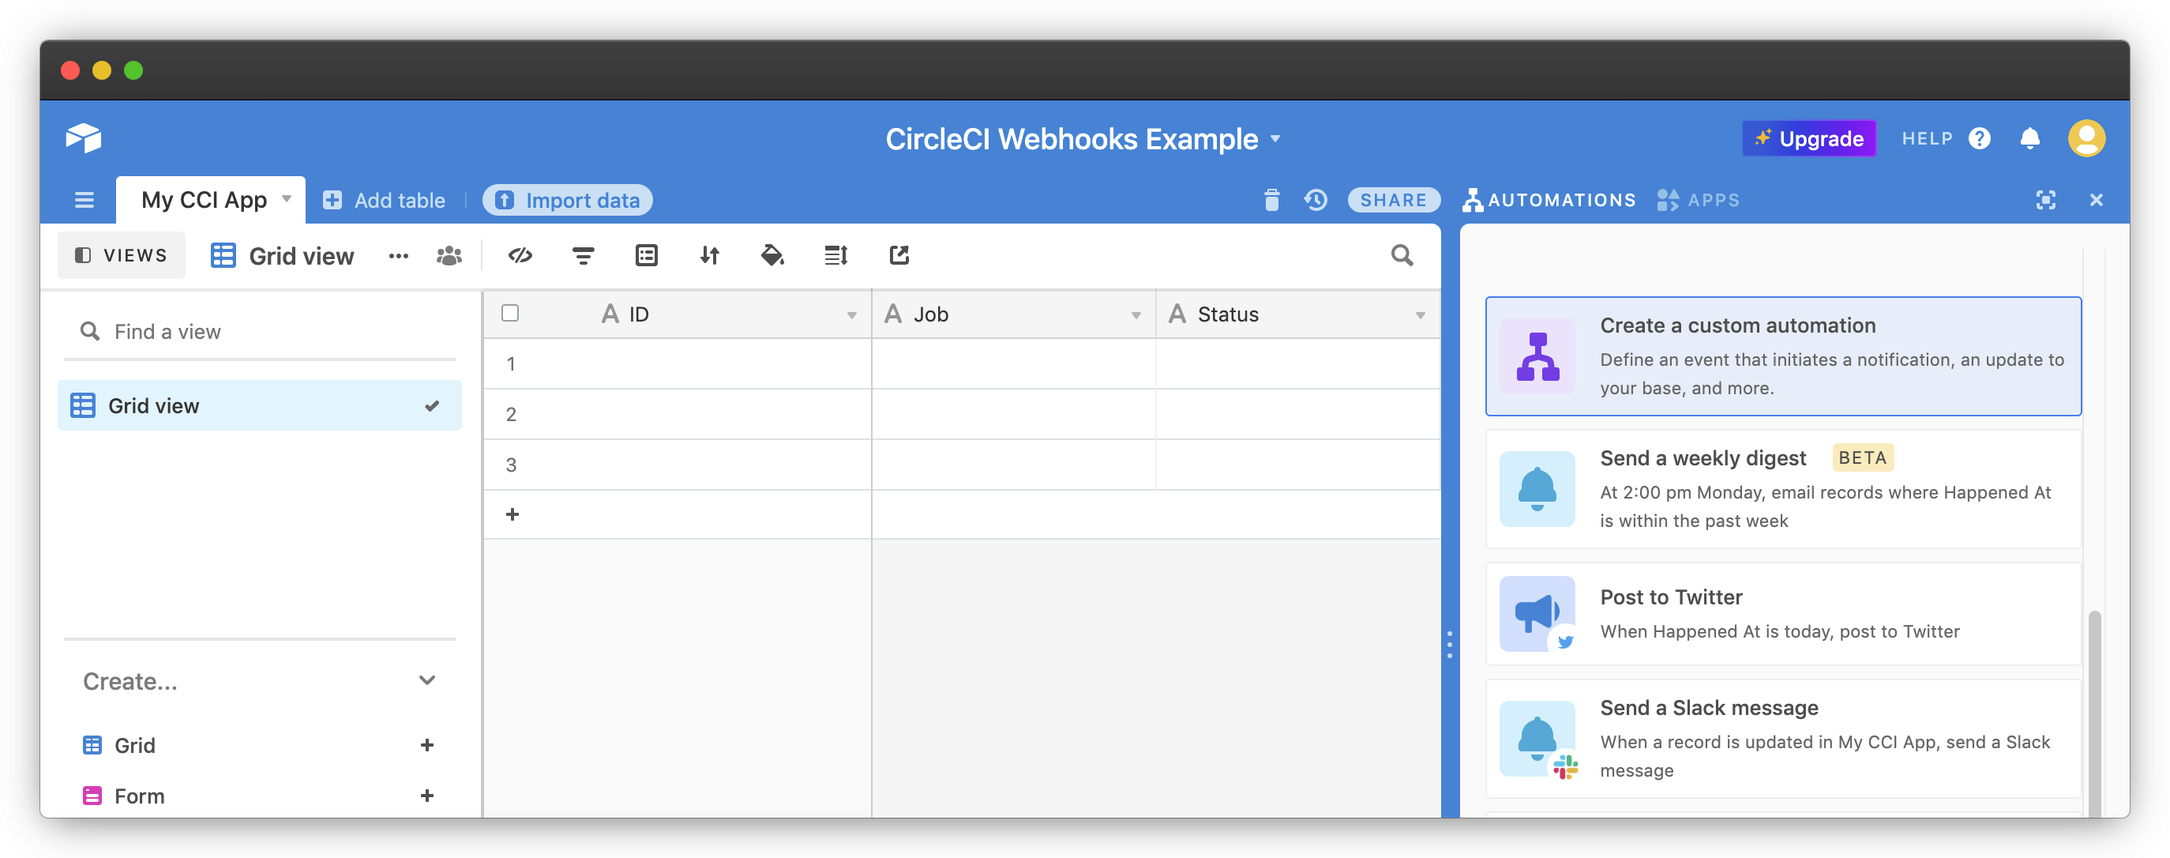 CircleCI Webhooks Example
Upgrade
HELP
My CCI App
Add table
Import data
SHARE
AUTOMATIONS
APPS
VIEWS
Grid view
Find a view
Grid view
Create...
Grid
Form
A ID
A Job
A Status
1
2
3
Create a custom automation
Define an event that initiates a notification, an update to
your base, and more.
Send a weekly digest BETA
At 2:00 pm Monday, email records where Happened At
is within the past week
Post to Twitter
When Happened At is today, post to Twitter
Send a Slack message
When a record is updated in My CCI App, send a Slack
message